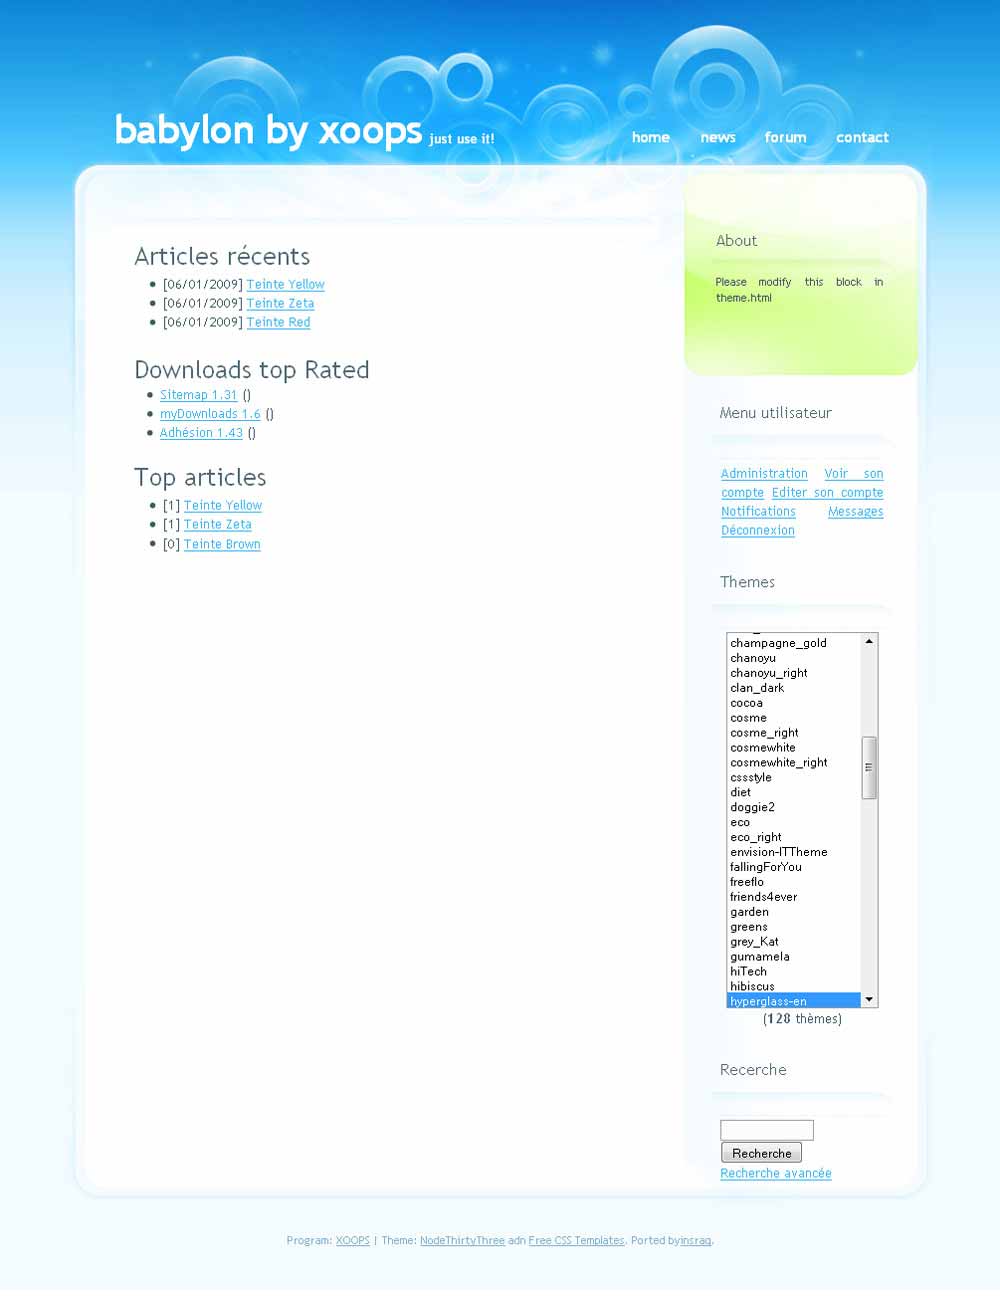 babylon by xoops just use it!
home news forum contact
Articles récents
[06/01/2009] Teinte Yellow
[06/01/2009] Teinte Zeta
[06/01/2009] Teinte Red
Downloads top Rated
Sitemap 1.31 ()
myDownloads 1.6 ()
Adhésion 1.43 ()
Top articles
[1] Teinte Yellow
[1] Teinte Zeta
[0] Teinte Brown
About
Please modify this block in
theme.html
Menu utilisateur
Administration Voir son
compte Editer son compte
Notifications Messages
Déconnexion
Themes
champagne_gold
chanoyu
chanoyu_right
clan_dark
cocoa
cosme
cosme_right
cosmewhite
cosmewhite_right
cssstyle
diet
doggie2
eco
eco_right
envision-ITTheme
fallingForYou
freeflo
friends4ever
garden
greens
grey_Kat
gumamela
hiTech
hibiscus
hyperglass-en
(128 thèmes)
Recerche
Recherche
Recherche avancée
Program: XOOPS | Theme: NodeThirtyThree adn Free CSS Templates. Ported byinsraq.